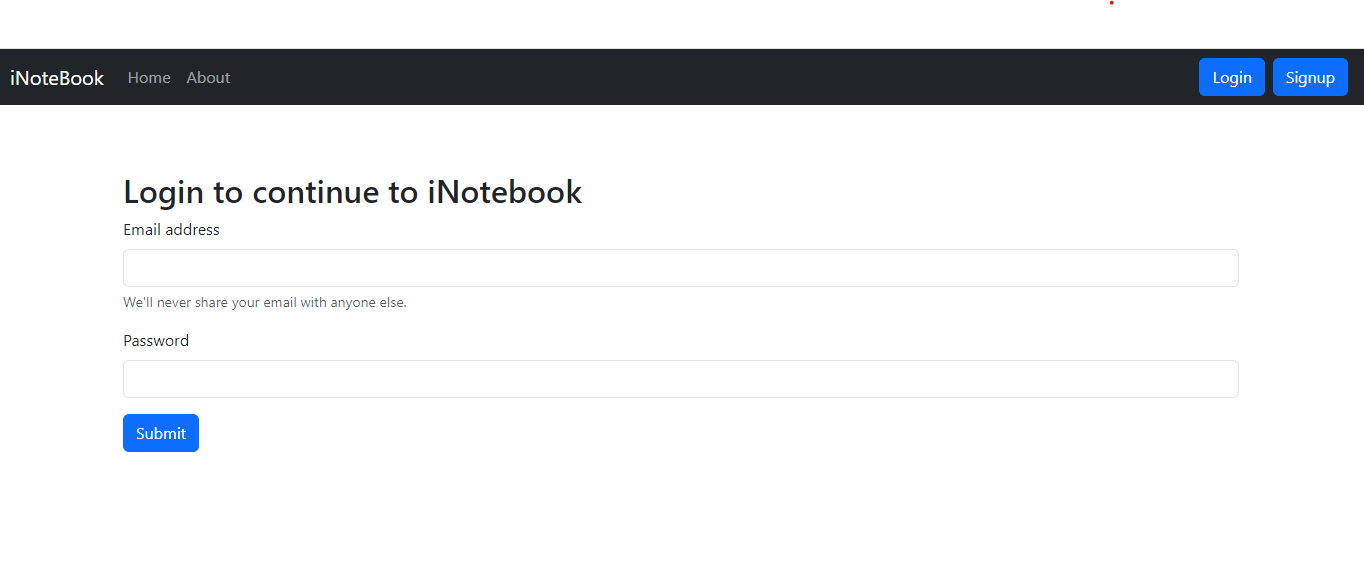 iNoteBook Home About Login Signup
Login to continue to iNotebook
Email address
We'll never share your email with anyone else.
Password
Submit